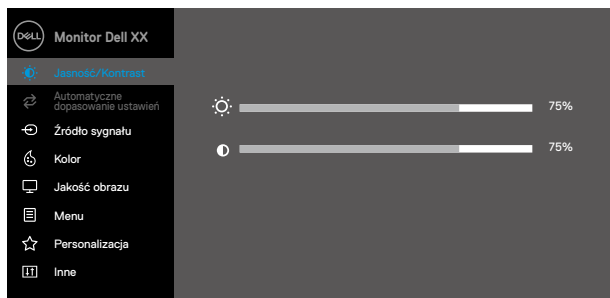 DELL Monitor Dell XX
Jasność/Kontrast
Automatyczne
dopasowanie ustawień
75%
Źródło sygnału
75%
Kolor
Jakość obrazu
Menu
Personalizacja
Inne